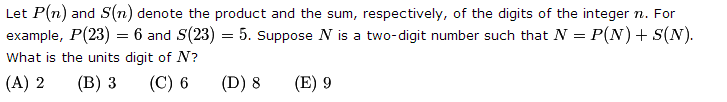 Let P(n) and S(n) denote the product and the sum, respectively, of the digits of the integer n. For
example, P(23) = 6 and S(23) = 5. Suppose N is a two-digit number such that N = P(N) + S(N).
What is the units digit of N?
(A) 2 (B) 3 (C) 6 (D) 8 (E) 9